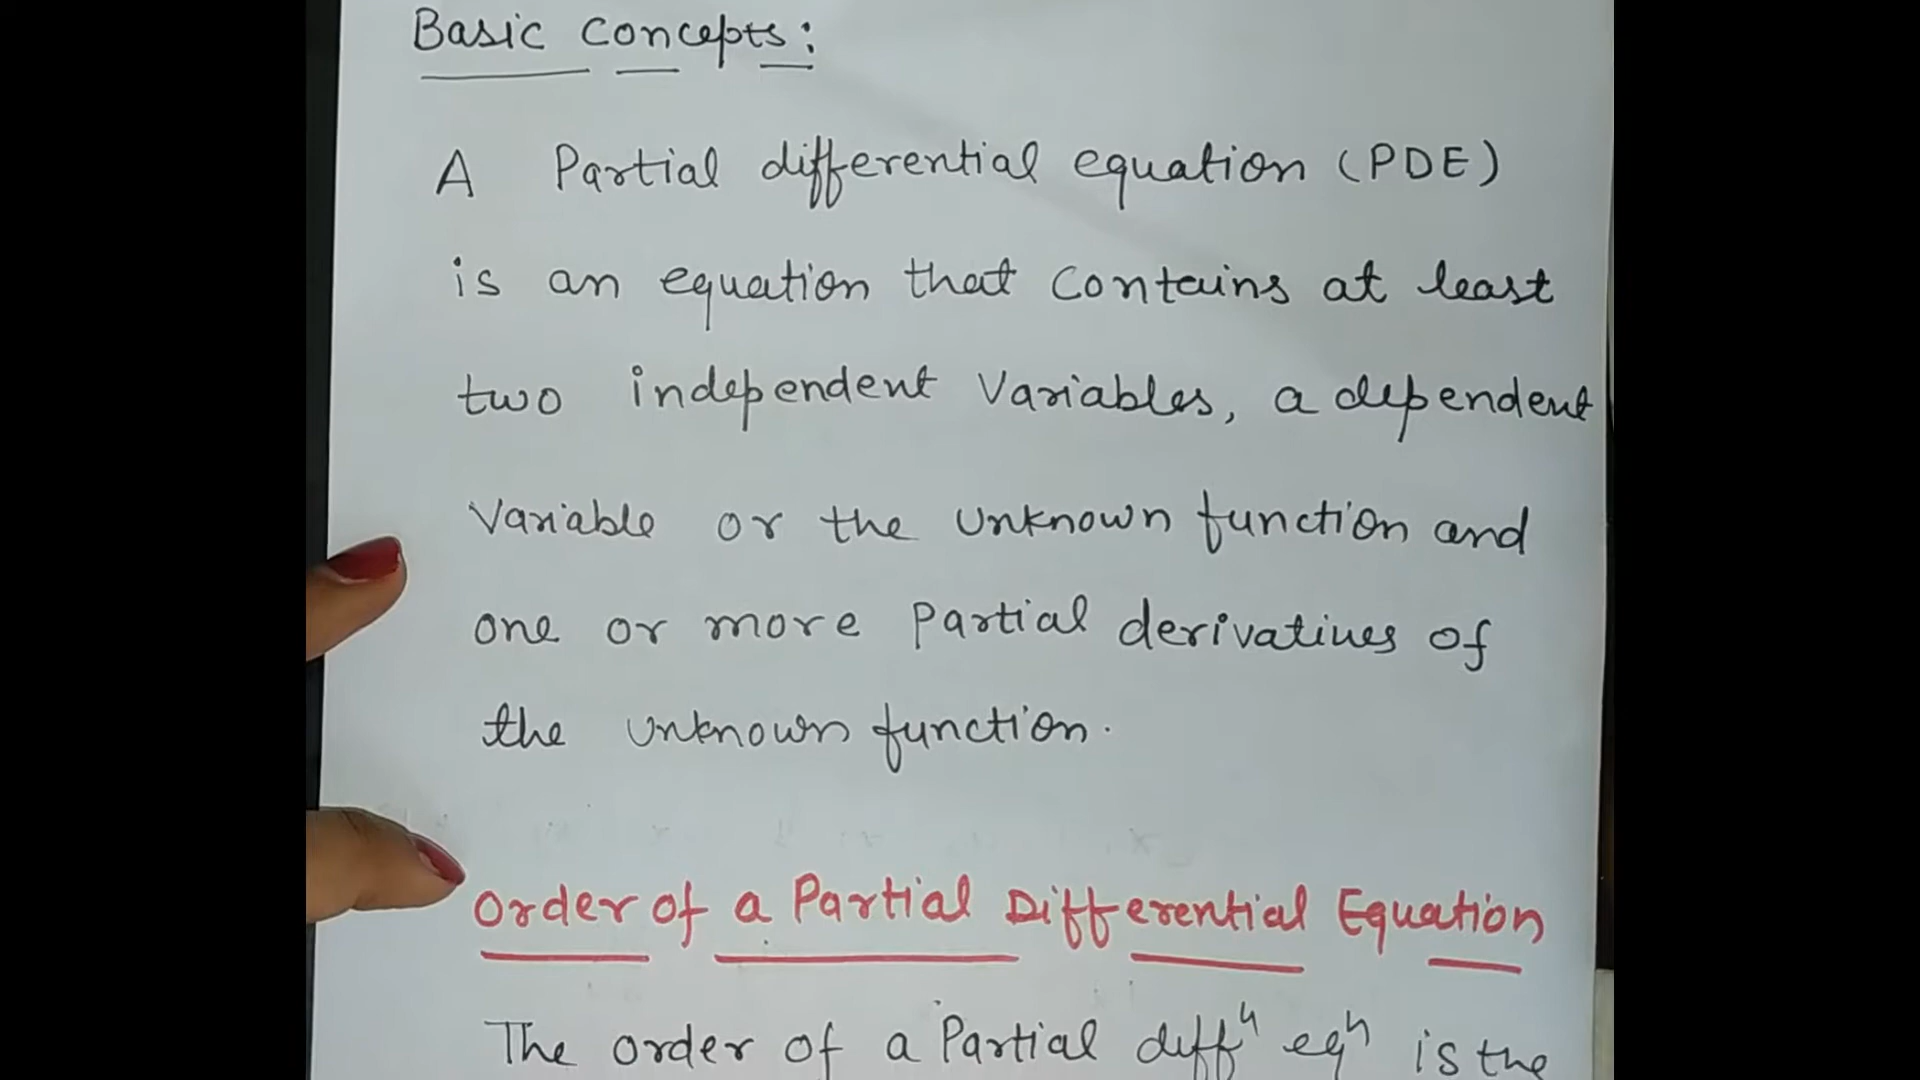 Basic Concepts:
A Partial differential equation (PDE)
is an equation that contains at least
two independent Variables, a dependent
Variable or the unknown function and
one or more partial derivatives of
the unknown function.
Order of a Partial Differential Equation
The order of a Partial diffⁿ eqⁿ is the